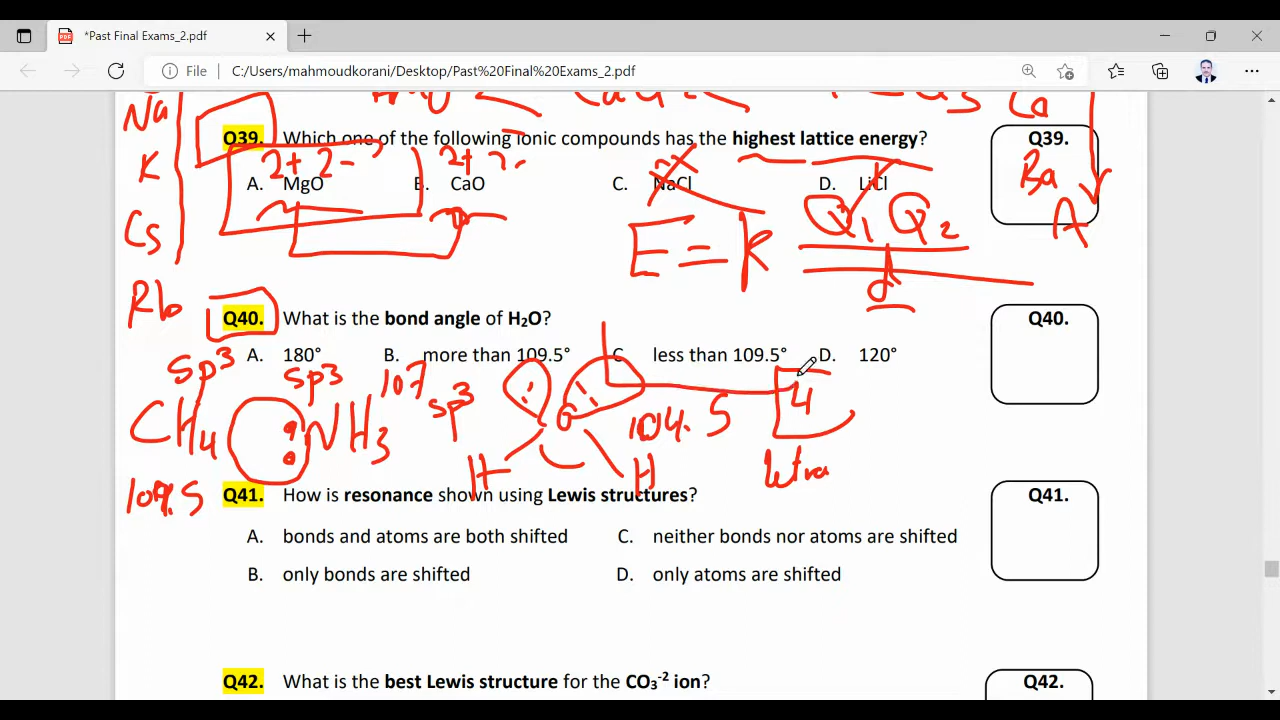 *Past Final Exams_2.pdf
File C:/Users/mahmoudkorani/Desktop/Past%20Final%20Exams_2.pdf
Na
K
Cs
Rb
Q39. Which one of the following ionic compounds has the highest lattice energy?
2+ 2-
2+ 2-
A. MgO B. CaO C. NaCl D. LiCl
E = k Q1 Q2
d
Q39.
Ba
Q40. What is the bond angle of H₂O?
A. 180° B. more than 109.5° C. less than 109.5° D. 120°
Q40.
sp3 sp3 107 sp3
CH4 NH3
109.5
H H
104.5
4
tetra
Q41. How is resonance shown using Lewis structures?
A. bonds and atoms are both shifted C. neither bonds nor atoms are shifted
B. only bonds are shifted D. only atoms are shifted
Q41.
Q42. What is the best Lewis structure for the CO₃⁻² ion?
Q42.